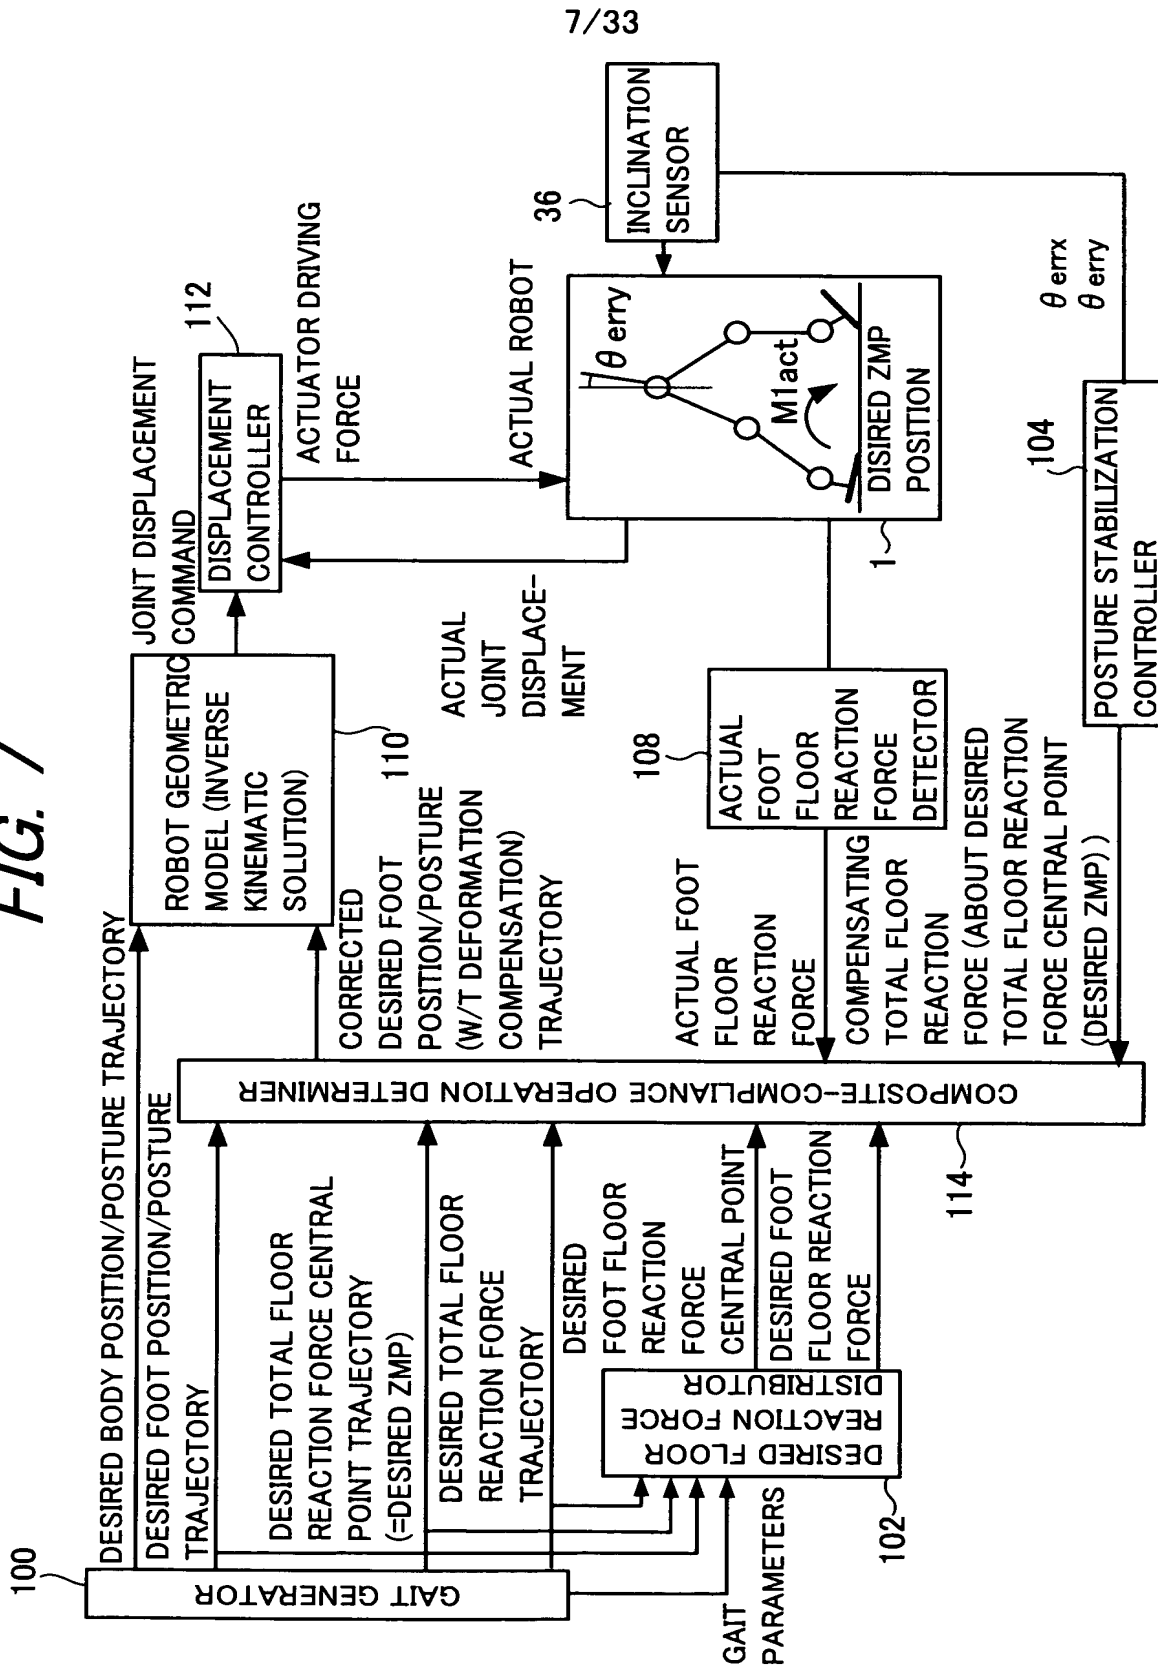 7/33
FIG. 7
100
GAIT GENERATOR
DESIRED BODY POSITION/POSTURE TRAJECTORY
DESIRED FOOT POSITION/POSTURE
TRAJECTORY
DESIRED TOTAL FLOOR
REACTION FORCE CENTRAL
POINT TRAJECTORY
(=DESIRED ZMP)
DESIRED TOTAL FLOOR
REACTION FORCE
TRAJECTORY
GAIT
PARAMETERS
102
DESIRED FLOOR
REACTION FORCE
DISTRIBUTOR
DESIRED
FOOT FLOOR
REACTION
FORCE
CENTRAL POINT
DESIRED FOOT
FLOOR REACTION
FORCE
114
COMPOSITE-COMPLIANCE OPERATION DETERMINER
CORRECTED
DESIRED FOOT
POSITION/POSTURE
(W/T DEFORMATION
COMPENSATION)
TRAJECTORY
ROBOT GEOMETRIC
MODEL (INVERSE
KINEMATIC
SOLUTION)
110
JOINT DISPLACEMENT
COMMAND
DISPLACEMENT
CONTROLLER
112
ACTUATOR DRIVING
FORCE
ACTUAL
JOINT
DISPLACE-
MENT
ACTUAL ROBOT
θ erry
M1act
DISIRED ZMP
POSITION
1
36
INCLINATION
SENSOR
θ errx
θ erry
104
POSTURE STABILIZATION
CONTROLLER
108
ACTUAL
FOOT
FLOOR
REACTION
FORCE
DETECTOR
ACTUAL FOOT
FLOOR
REACTION
FORCE
COMPENSATING
TOTAL FLOOR
REACTION
FORCE (ABOUT DESIRED
TOTAL FLOOR REACTION
FORCE CENTRAL POINT
(DESIRED ZMP))